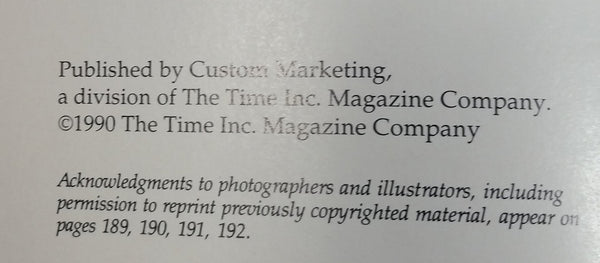 Published by Custom Marketing,
a division of The Time Inc. Magazine Company.
©1990 The Time Inc. Magazine Company
Acknowledgments to photographers and illustrators, including
permission to reprint previously copyrighted material, appear on
pages 189, 190, 191, 192.